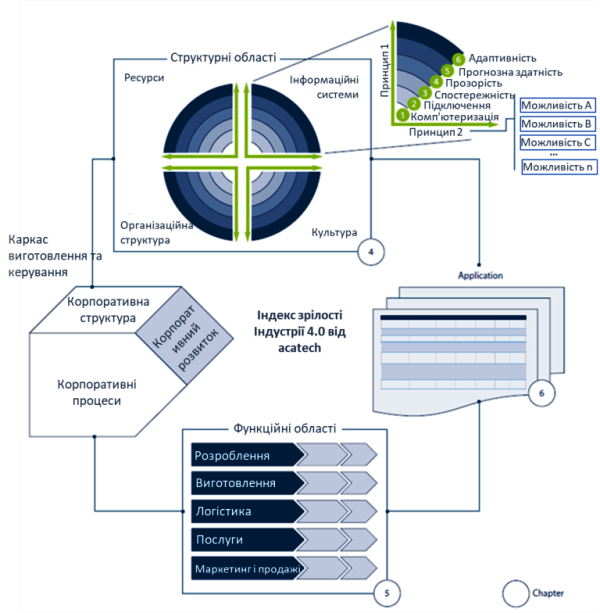 Структурні області
Ресурси
Інформаційні
системи
Організаційна
структура
Культура
4
Принцип 1
6 Адаптивність
5 Прогнозна здатність
4 Прозорість
3 Спостережність
2 Підключення
1 Комп'ютеризація
Принцип 2
Можливість A
Можливість B
Можливість C
...
Можливість n
Каркас
виготовлення та
керування
Корпоративна
структура
Корпорат
ивний
розвиток
Корпоративні
процеси
Індекс зрілості
Індустрії 4.0 від
acatech
Application
6
Функційні області
Розроблення
Виготовлення
Логістика
Послуги
Маркетинг і продажі
5
Chapter